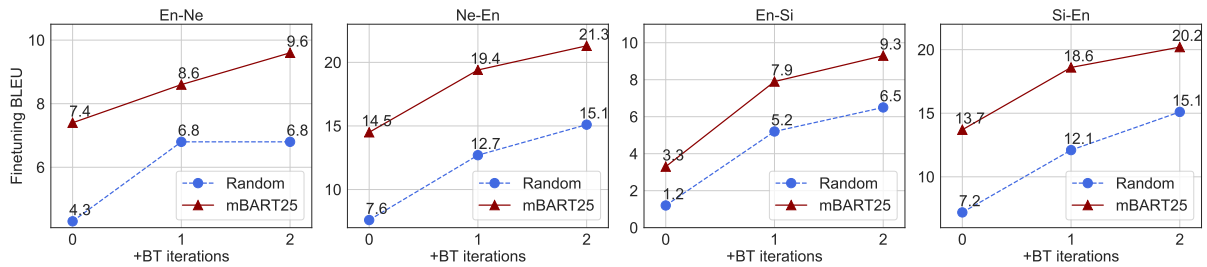 En-Ne
Finetuning BLEU
10
8
6
7.4
8.6
9.6
4.3
6.8
6.8
Random
mBART25
0 1 2
+BT iterations
Ne-En
20
15
10
14.5
19.4
21.3
7.6
12.7
15.1
Random
mBART25
0 1 2
+BT iterations
En-Si
10
8
6
4
2
0
3.3
7.9
9.3
1.2
5.2
6.5
Random
mBART25
0 1 2
+BT iterations
Si-En
20
15
10
13.7
18.6
20.2
7.2
12.1
15.1
Random
mBART25
0 1 2
+BT iterations